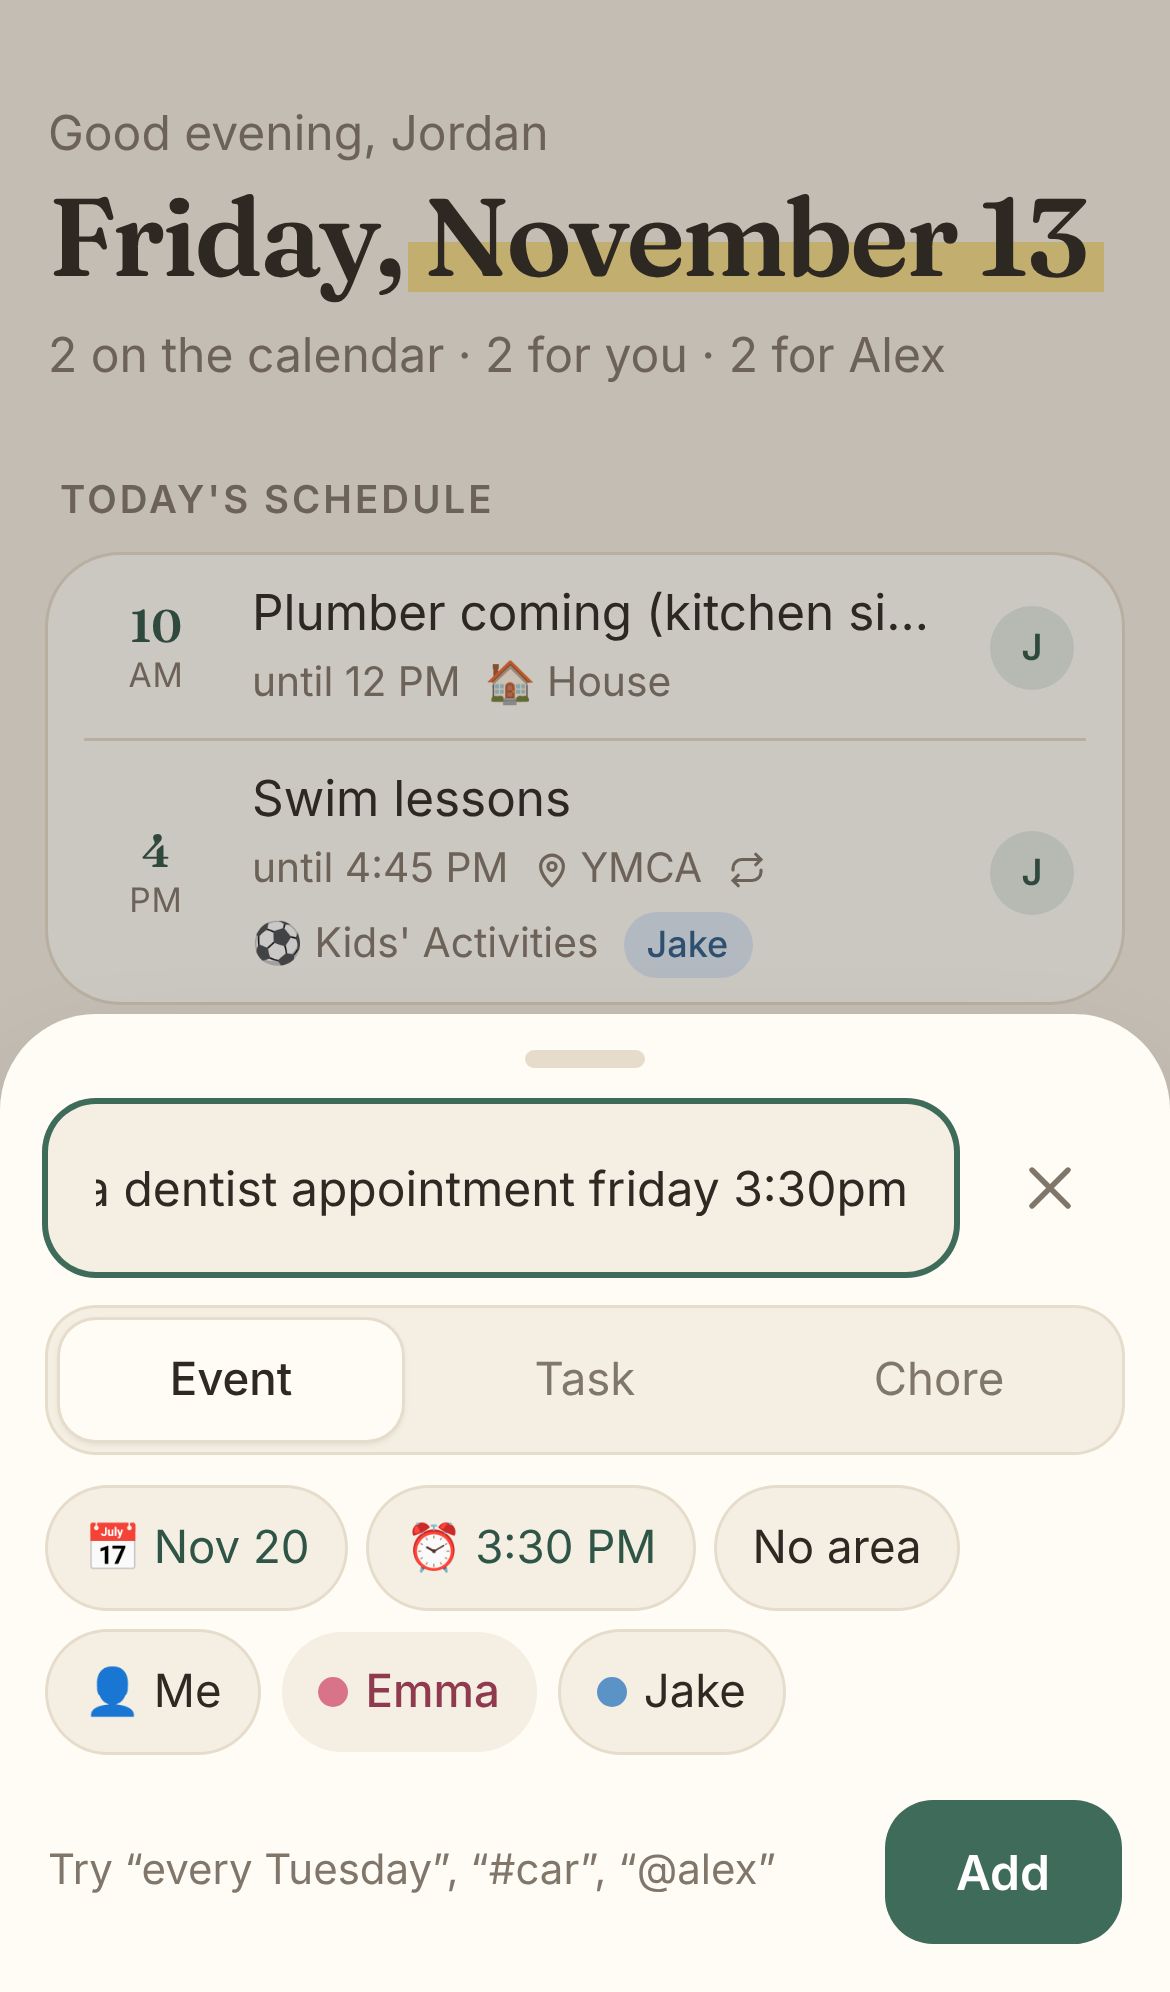 Good evening, Jordan
Friday, November 13
2 on the calendar · 2 for you · 2 for Alex
TODAY'S SCHEDULE
10 AM
Plumber coming (kitchen si...
until 12 PM 🏠 House
J
4 PM
Swim lessons
until 4:45 PM YMCA
⚽ Kids' Activities Jake
J
a dentist appointment friday 3:30pm
Event Task Chore
📅 Nov 20 ⏰ 3:30 PM No area
👤 Me Emma Jake
Try “every Tuesday”, “#car”, “@alex”
Add